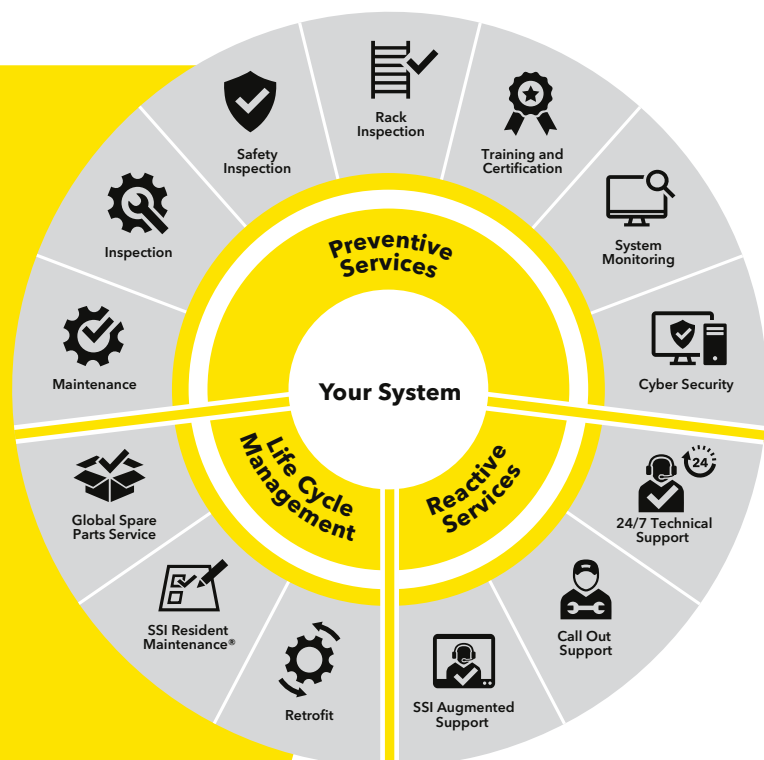 Rack
Inspection
Safety
Inspection
Training and
Certification
Inspection
System
Monitoring
Preventive
Services
Maintenance
Your System
Cyber Security
Life Cycle
Management
Reactive
Services
24
Global Spare
Parts Service
24/7 Technical
Support
SSI Resident
Maintenance®
Call Out
Support
Retrofit
SSI Augmented
Support